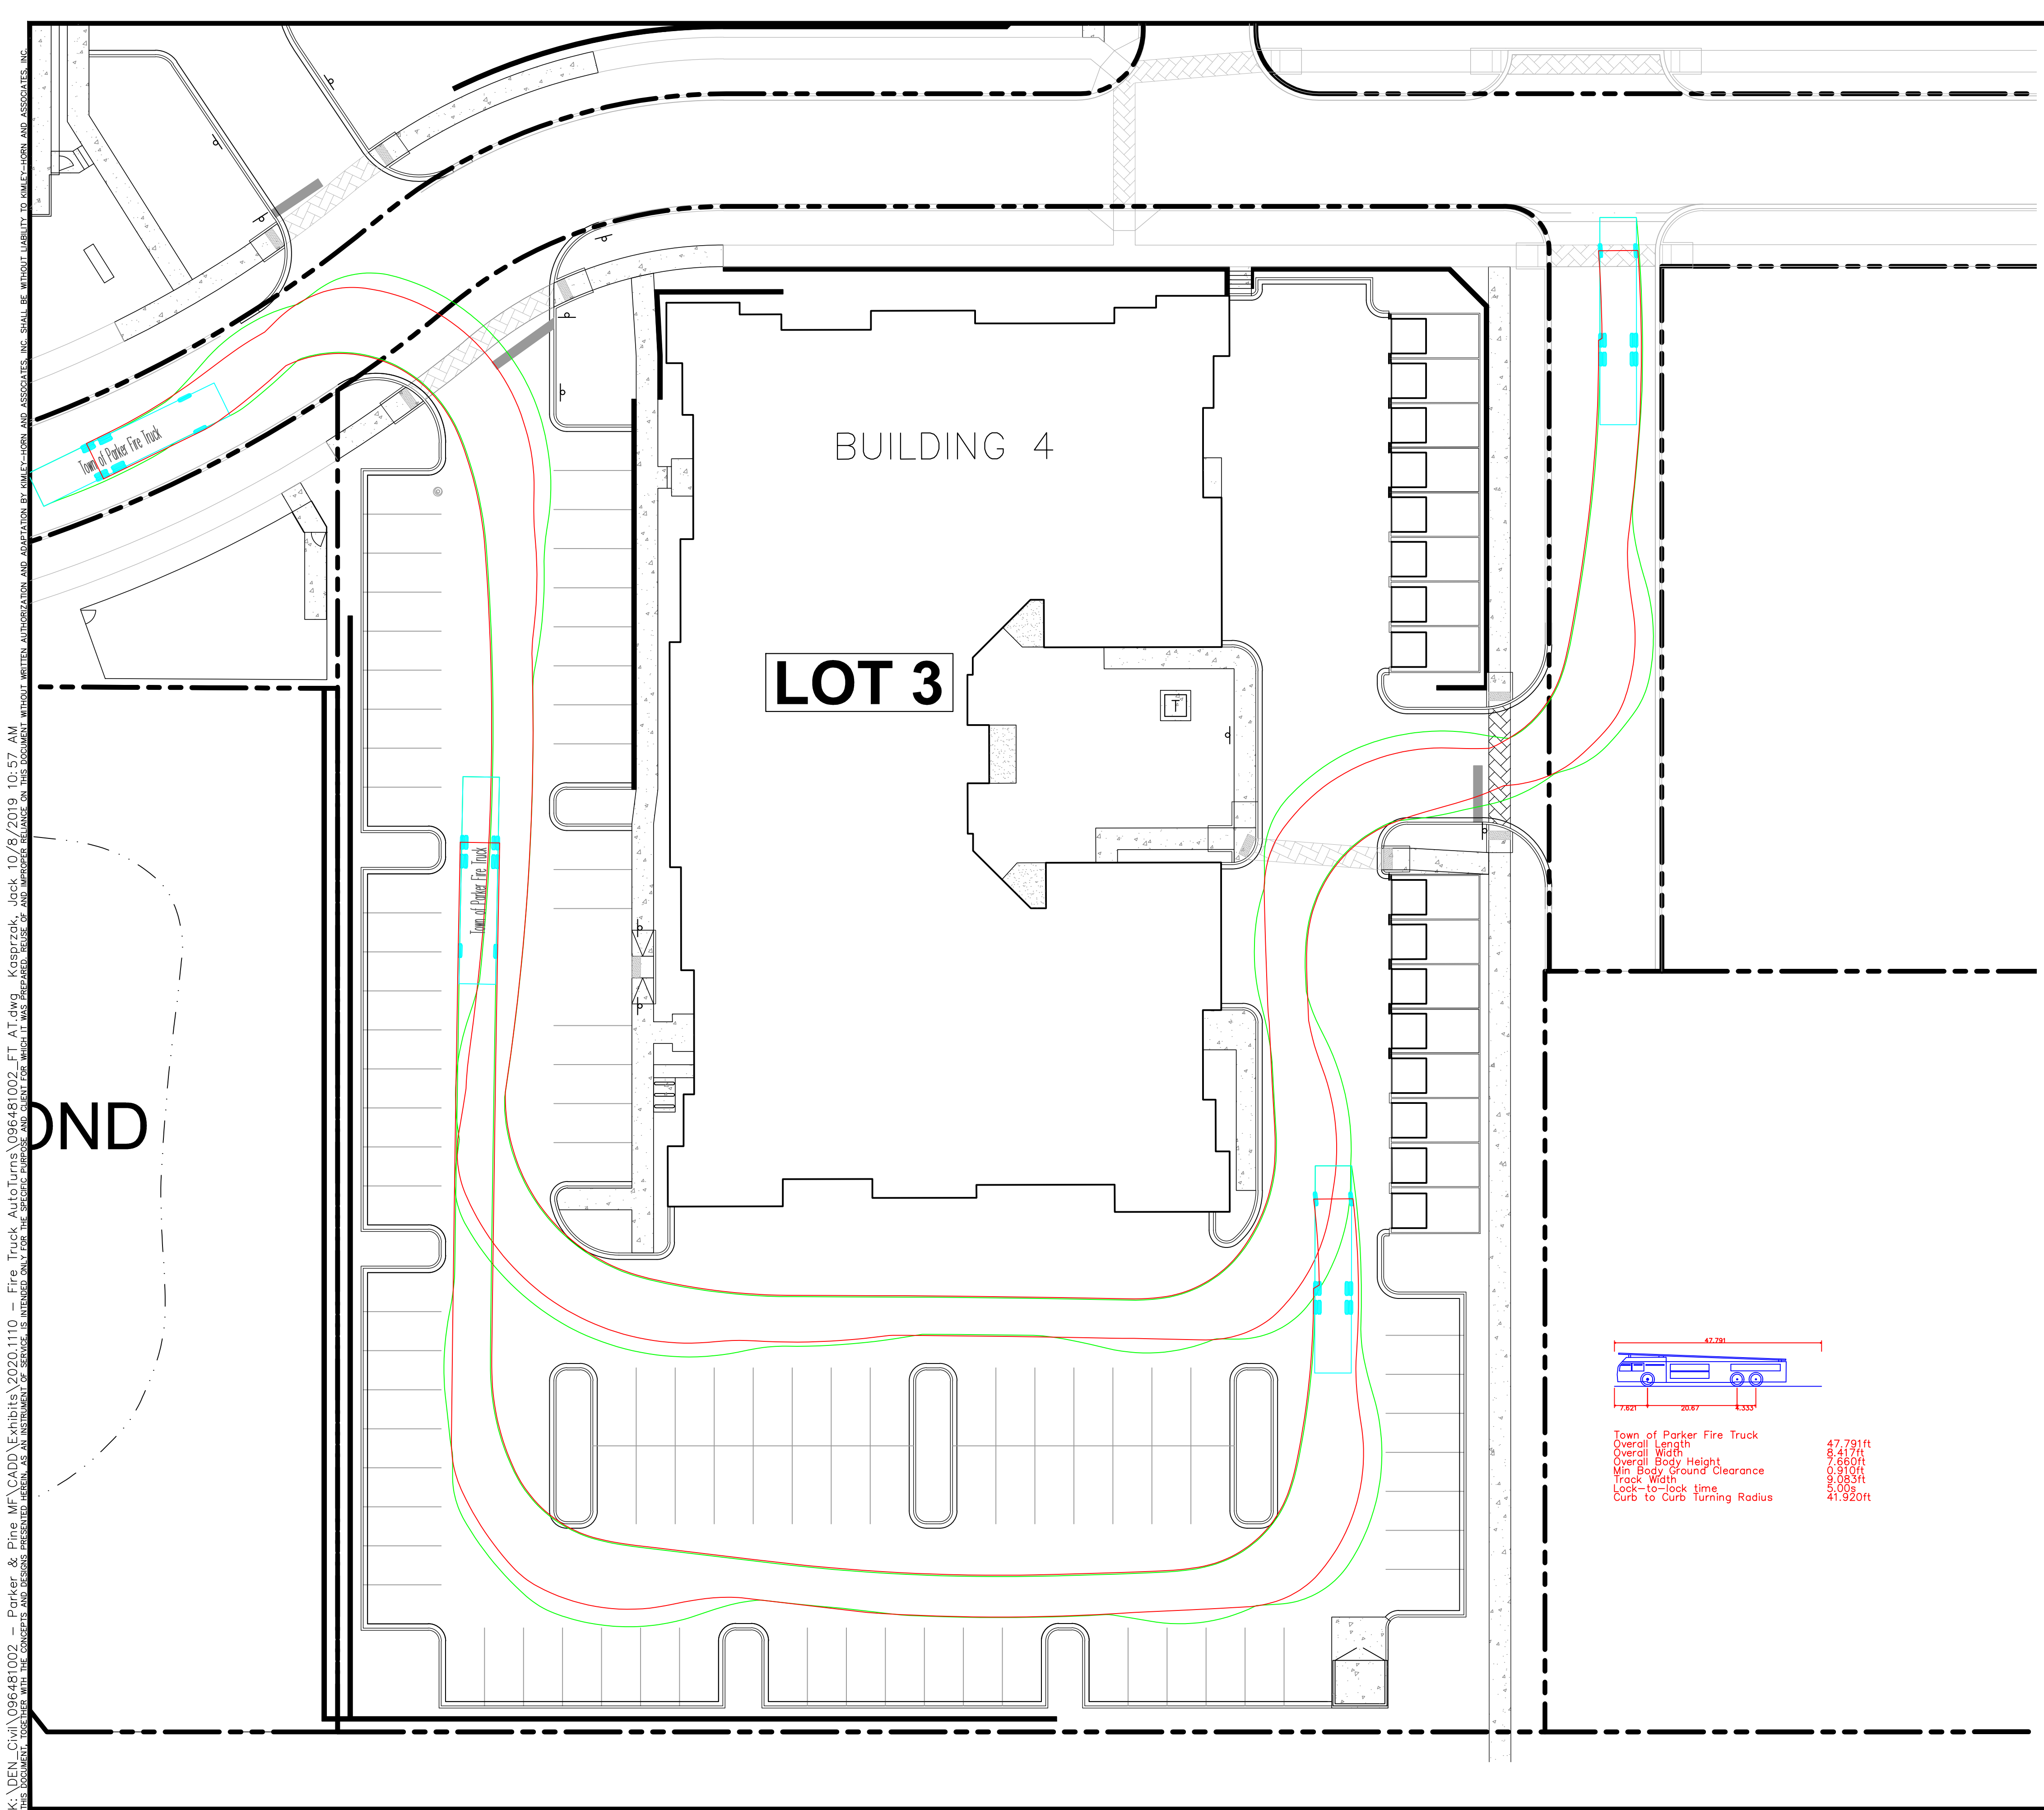 K:\DEN_Civil\096481002 - Parker & Pine MF\CADD\Exhibits\2020.1110 - Fire Truck AutoTurns\096481002_FT AT.dwg Kasprzak, Jack 10/8/2019 10:57 AM
THIS DOCUMENT, TOGETHER WITH THE CONCEPTS AND DESIGNS PRESENTED HEREIN, AS AN INSTRUMENT OF SERVICE, IS INTENDED ONLY FOR THE SPECIFIC PURPOSE AND CLIENT FOR WHICH IT WAS PREPARED. REUSE OF AND IMPROPER RELIANCE ON THIS DOCUMENT WITHOUT WRITTEN AUTHORIZATION AND ADAPTATION BY KIMLEY-HORN AND ASSOCIATES, INC. SHALL BE WITHOUT LIABILITY TO KIMLEY-HORN AND ASSOCIATES, INC.
Town of Parker Fire Truck
BUILDING 4
LOT 3
T
Town of Parker Fire Truck
OND
47.791
7.621 20.67 4.333
Town of Parker Fire Truck
Overall Length 47.791ft
Overall Width 8.417ft
Overall Body Height 7.660ft
Min Body Ground Clearance 0.910ft
Track Width 9.083ft
Lock-to-lock time 5.00s
Curb to Curb Turning Radius 41.920ft